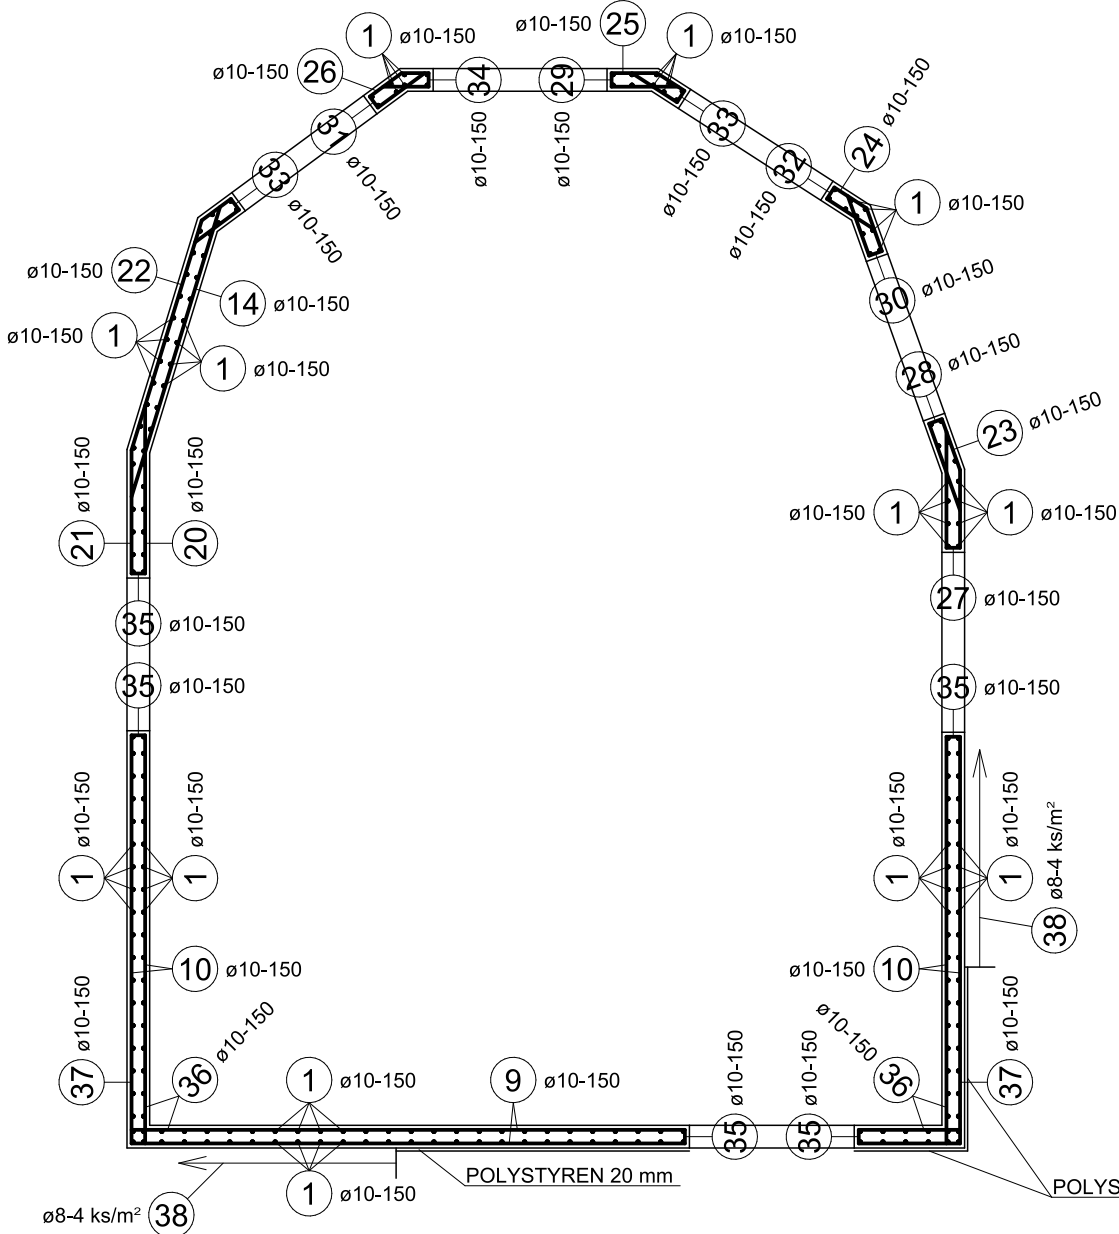 1 ø10-150
ø10-150 25
1 ø10-150
ø10-150 26
34 ø10-150
29 ø10-150
31 ø10-150
33 ø10-150
33 ø10-150
32 ø10-150
24 ø10-150
1 ø10-150
ø10-150 22
14 ø10-150
30 ø10-150
ø10-150 1
1 ø10-150
28 ø10-150
23 ø10-150
21 ø10-150
20 ø10-150
ø10-150 1
1 ø10-150
35 ø10-150
27 ø10-150
35 ø10-150
35 ø10-150
1 ø10-150
1 ø10-150
1 ø10-150
1 ø10-150
38 ø8-4 ks/m²
10 ø10-150
ø10-150 10
37 ø10-150
36 ø10-150
1 ø10-150
9 ø10-150
35 ø10-150
35 ø10-150
ø10-150 36
37 ø10-150
POLYSTYREN 20 mm
1 ø10-150
POLYS
ø8-4 ks/m² 38